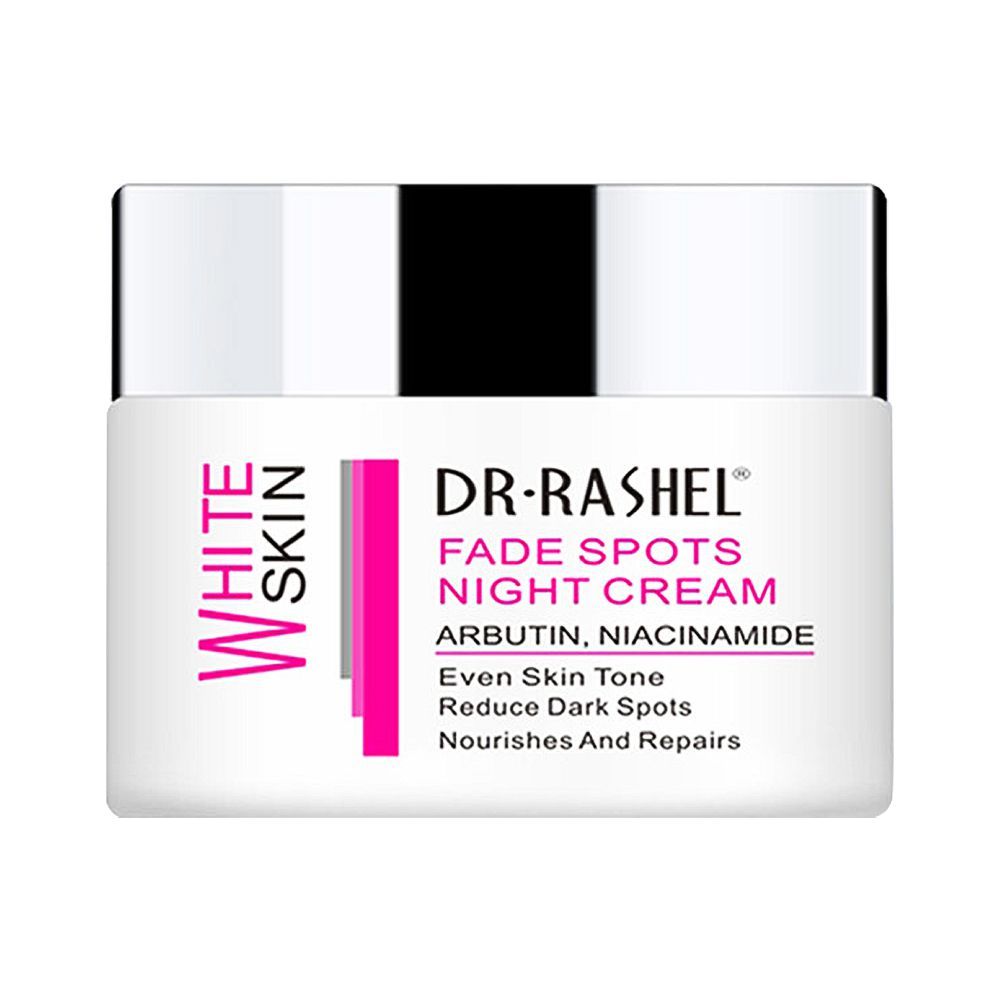 WHITE
SKIN
DR·RASHEL®
FADE SPOTS
NIGHT CREAM
ARBUTIN, NIACINAMIDE
Even Skin Tone
Reduce Dark Spots
Nourishes And Repairs